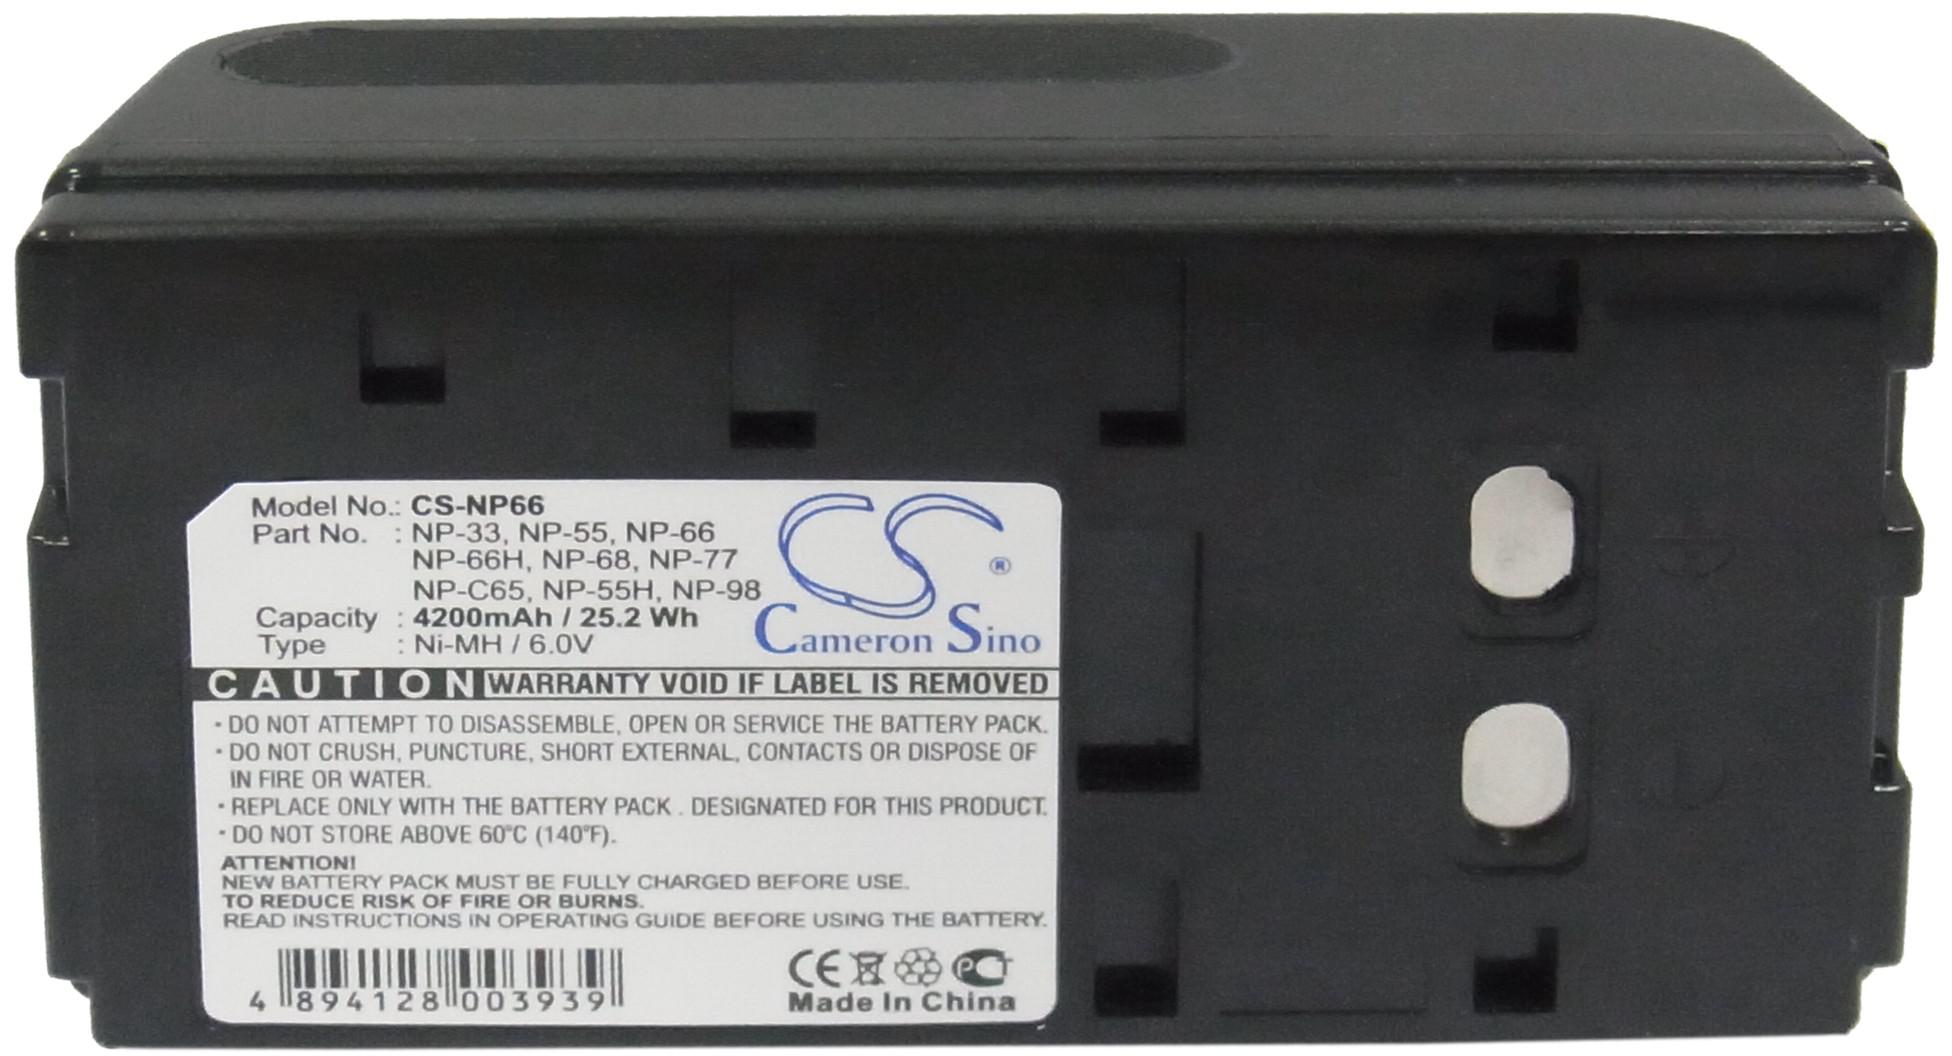 Model No.: CS-NP66
Part No. : NP-33, NP-55, NP-66
NP-66H, NP-68, NP-77
NP-C65, NP-55H, NP-98
Capacity : 4200mAh / 25.2 Wh
Type : Ni-MH / 6.0V
CS ®
Cameron Sino
CAUTION WARRANTY VOID IF LABEL IS REMOVED
• DO NOT ATTEMPT TO DISASSEMBLE, OPEN OR SERVICE THE BATTERY PACK.
• DO NOT CRUSH, PUNCTURE, SHORT EXTERNAL, CONTACTS OR DISPOSE OF
IN FIRE OR WATER.
• REPLACE ONLY WITH THE BATTERY PACK . DESIGNATED FOR THIS PRODUCT.
• DO NOT STORE ABOVE 60°C (140°F).
ATTENTION!
NEW BATTERY PACK MUST BE FULLY CHARGED BEFORE USE.
TO REDUCE RISK OF FIRE OR BURNS.
READ INSTRUCTIONS IN OPERATING GUIDE BEFORE USING THE BATTERY.
4 894128 003939
CE PCT
Made In China